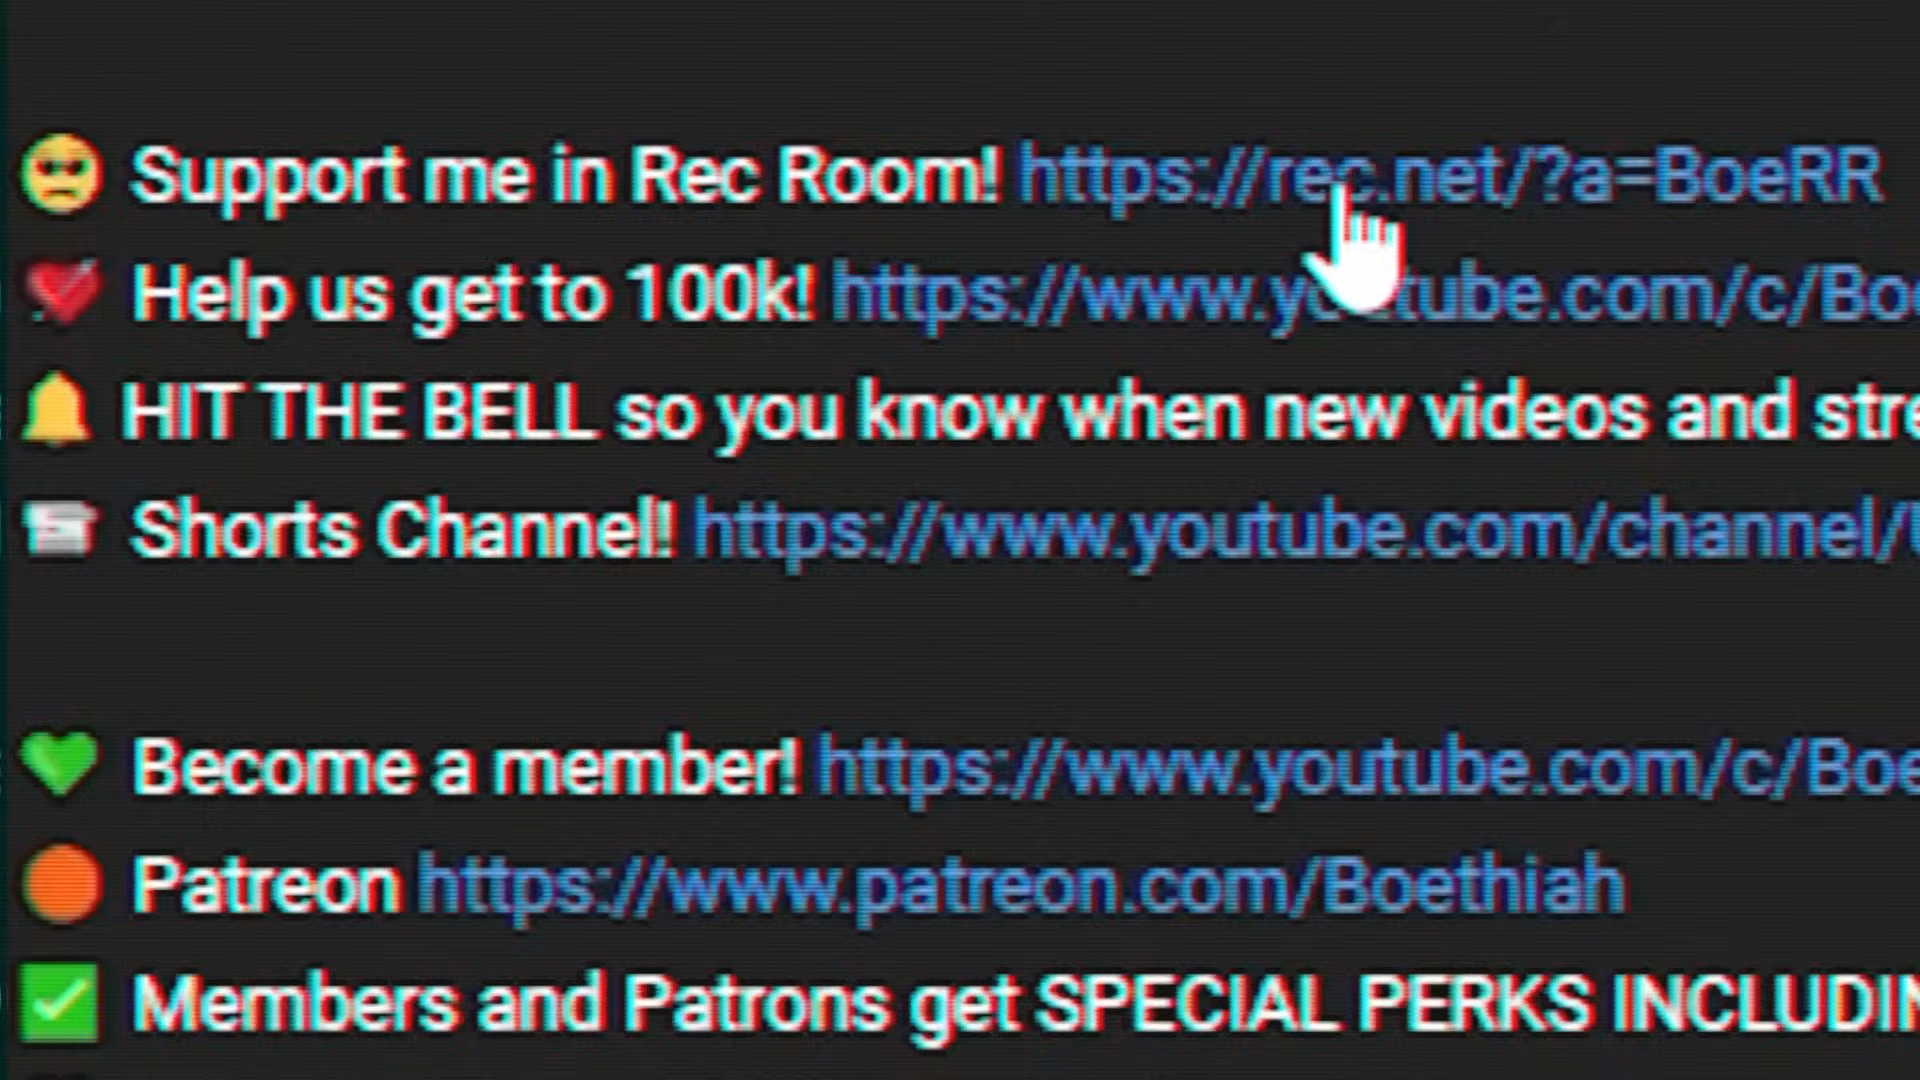 Support me in Rec Room! https://rec.net/?a=BoeRR
Help us get to 100k! https://www.youtube.com/c/Bo
HIT THE BELL so you know when new videos and stre
Shorts Channel! https://www.youtube.com/channel/
Become a member! https://www.youtube.com/c/Boe
Patreon https://www.patreon.com/Boethiah
Members and Patrons get SPECIAL PERKS INCLUDIN